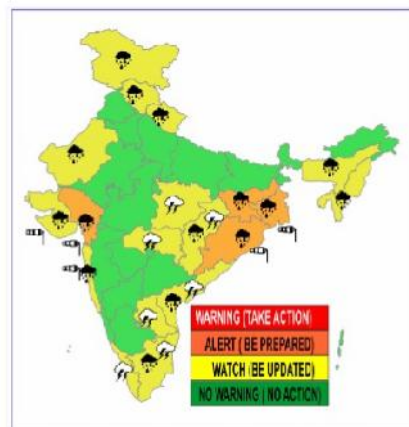 WARNING (TAKE ACTION)
ALERT ( BE PREPARED)
WATCH (BE UPDATED)
NO WARNING ( NO ACTION)